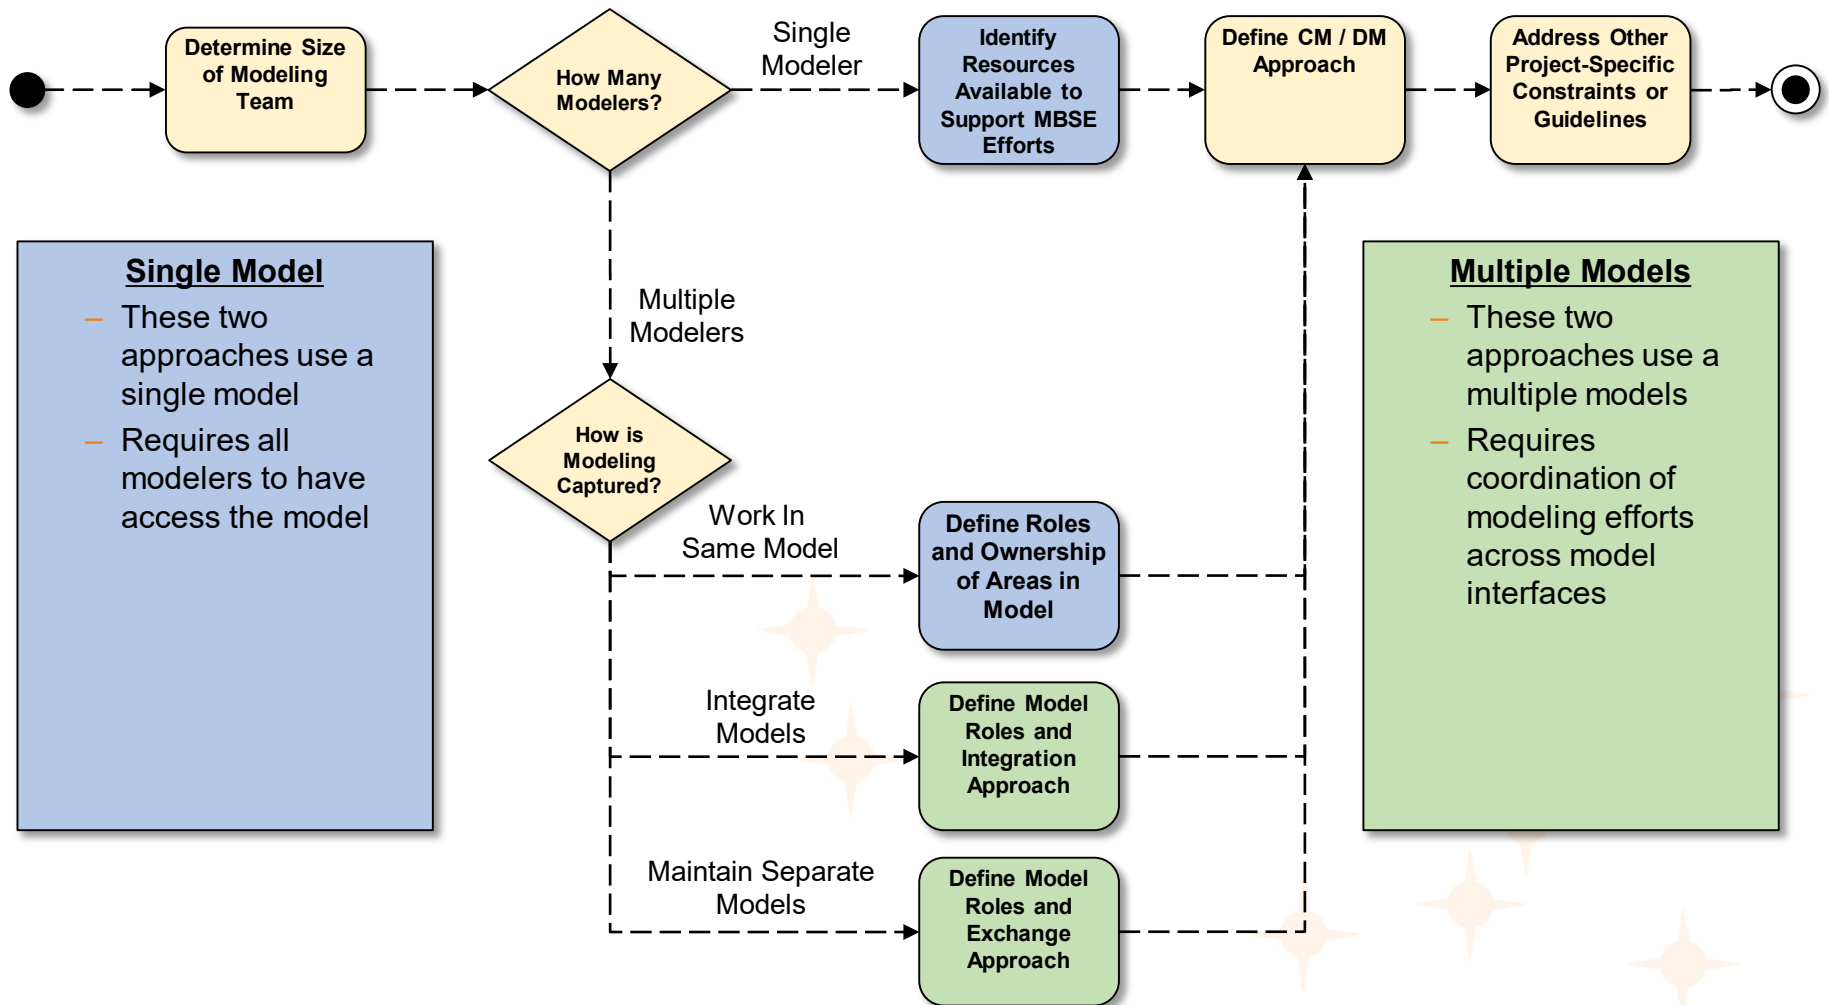 Determine Size
of Modeling
Team
How Many
Modelers?
Single
Modeler
Identify
Resources
Available to
Support MBSE
Efforts
Define CM / DM
Approach
Address Other
Project-Specific
Constraints or
Guidelines
Single Model
– These two
approaches use a
single model
– Requires all
modelers to have
access the model
Multiple
Modelers
How is
Modeling
Captured?
Work In
Same Model
Define Roles
and Ownership
of Areas in
Model
Integrate
Models
Define Model
Roles and
Integration
Approach
Maintain Separate
Models
Define Model
Roles and
Exchange
Approach
Multiple Models
– These two
approaches use a
multiple models
– Requires
coordination of
modeling efforts
across model
interfaces